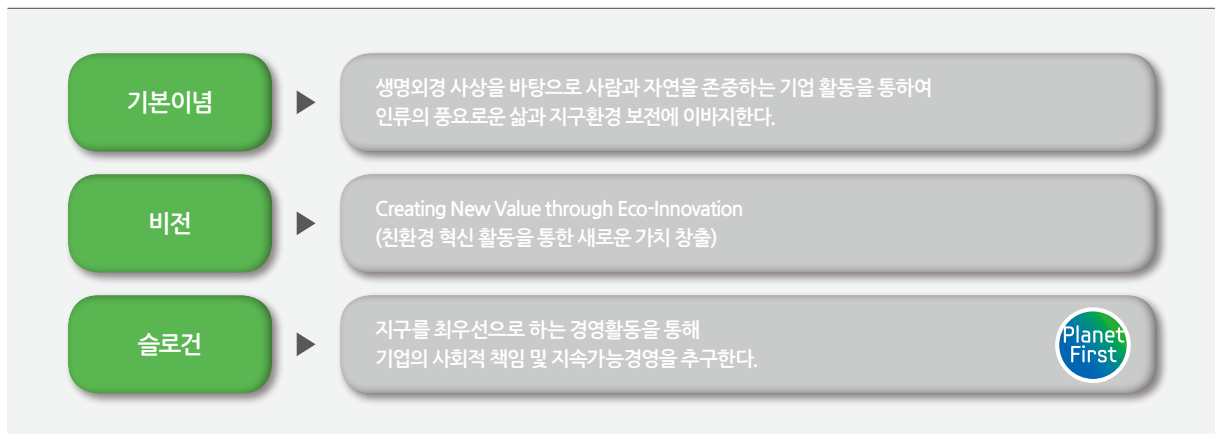 기본이념
생명외경 사상을 바탕으로 사람과 자연을 존중하는 기업 활동을 통하여
인류의 풍요로운 삶과 지구환경 보전에 이바지한다.
비전
Creating New Value through Eco-Innovation
(친환경 혁신 활동을 통한 새로운 가치 창출)
슬로건
지구를 최우선으로 하는 경영활동을 통해
기업의 사회적 책임 및 지속가능경영을 추구한다.
Planet
First